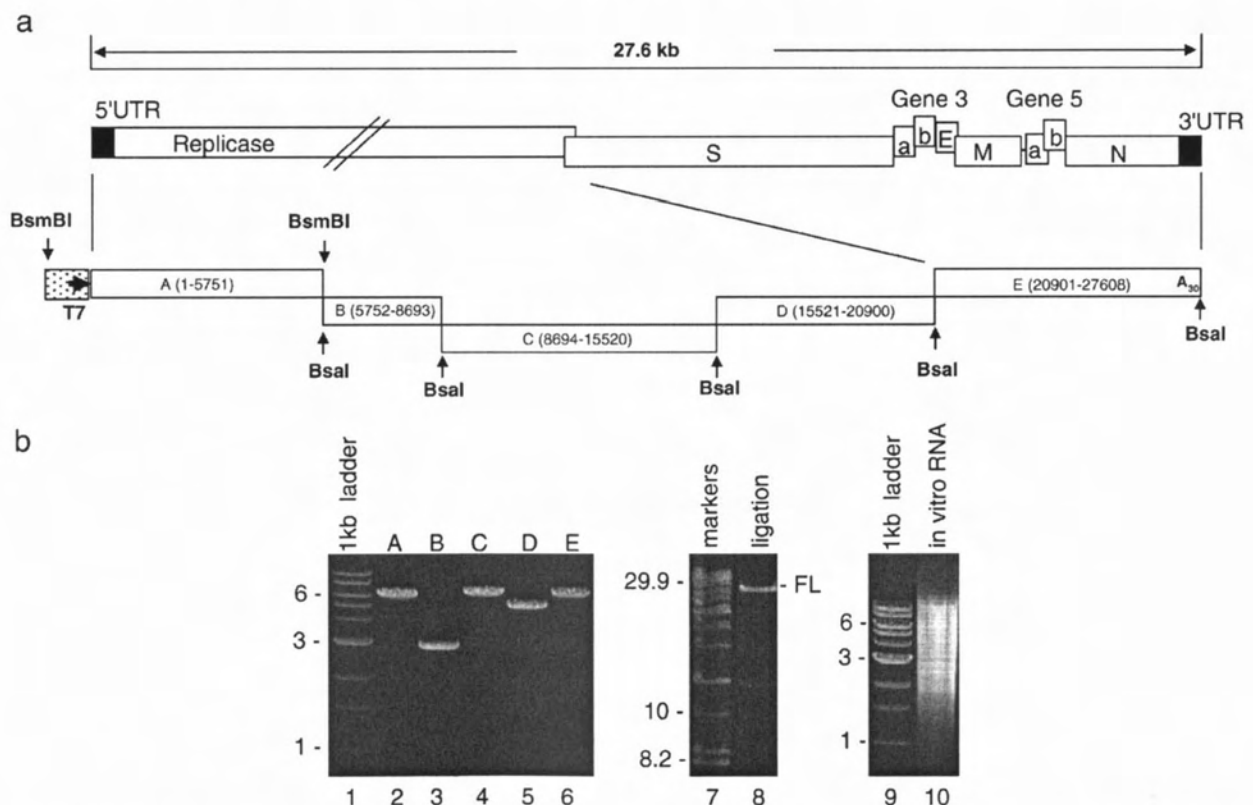 a
27.6 kb
5'UTR
Replicase
S
Gene 3
a
b
E
M
Gene 5
a
b
N
3'UTR
BsmBI
BsmBI
T7
A (1-5751)
B (5752-8693)
C (8694-15520)
D (15521-20900)
E (20901-27608)
A30
BsaI
BsaI
BsaI
BsaI
BsaI
b
1kb ladder
A B C D E
6 -
3 -
1 -
1 2 3 4 5 6
markers
ligation
29.9 -
- FL
10 -
8.2 -
7 8
1kb ladder
in vitro RNA
6 -
3 -
1 -
9 10